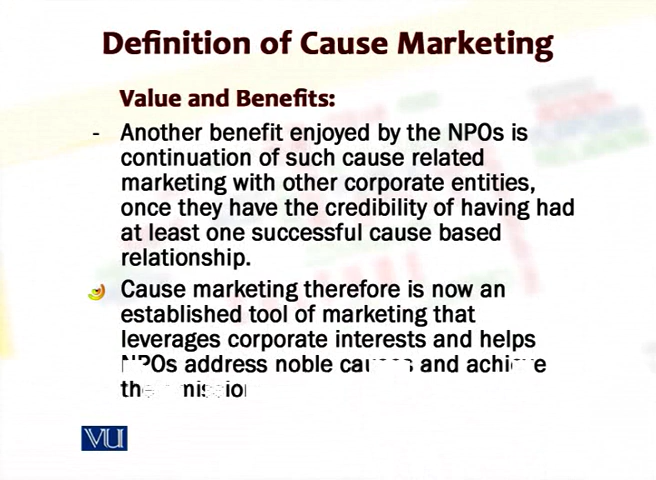 Definition of Cause Marketing
Value and Benefits:
- Another benefit enjoyed by the NPOs is
continuation of such cause related
marketing with other corporate entities,
once they have the credibility of having had
at least one successful cause based
relationship.
Cause marketing therefore is now an
established tool of marketing that
leverages corporate interests and helps
NPOs address noble causes and achieve
VU